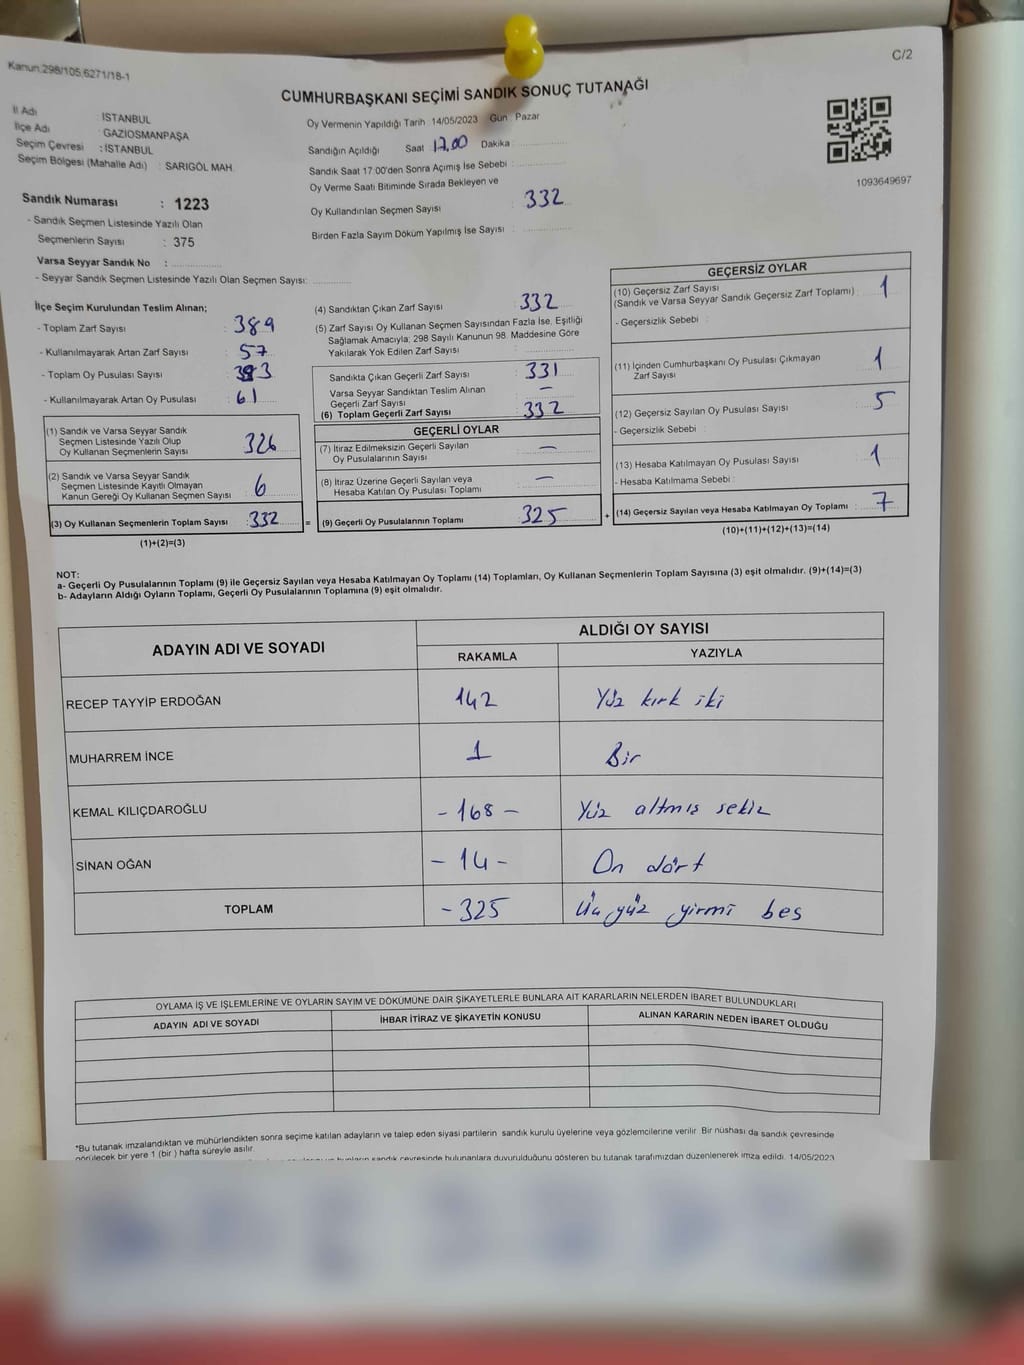 Kanun:298/105,6271/18-1
C/2
CUMHURBAŞKANI SEÇİMİ SANDIK SONUÇ TUTANAĞI
İl Adı : İSTANBUL
İlçe Adı : GAZİOSMANPAŞA
Seçim Çevresi : İSTANBUL
Seçim Bölgesi (Mahalle Adı) : SARIGÖL MAH.
Sandık Numarası : 1223
- Sandık Seçmen Listesinde Yazılı Olan
Seçmenlerin Sayısı : 375
Varsa Seyyar Sandık No :
- Seyyar Sandık Seçmen Listesinde Yazılı Olan Seçmen Sayısı:
Oy Vermenin Yapıldığı Tarih 14/05/2023 Gün Pazar
Sandığın Açıldığı Saat 17.00 Dakika :
Sandık Saat 17:00'den Sonra Açımış İse Sebebi :
Oy Verme Saati Bitiminde Sırada Bekleyen ve
Oy Kullandırılan Seçmen Sayısı : 332
Birden Fazla Sayım Döküm Yapılmış İse Sayısı :
1093649697
İlçe Seçim Kurulundan Teslim Alınan;
- Toplam Zarf Sayısı : 389
- Kullanılmayarak Artan Zarf Sayısı : 57
- Toplam Oy Pusulası Sayısı : 393
- Kullanılmayarak Artan Oy Pusulası : 61
(1) Sandık ve Varsa Seyyar Sandık
Seçmen Listesinde Yazılı Olup
Oy Kullanan Seçmenlerin Sayısı : 326
(2) Sandık ve Varsa Seyyar Sandık
Seçmen Listesinde Kayıtlı Olmayan
Kanun Gereği Oy Kullanan Seçmen Sayısı : 6
(3) Oy Kullanan Seçmenlerin Toplam Sayısı : 332
(1)+(2)=(3)
(4) Sandıktan Çıkan Zarf Sayısı : 332
(5) Zarf Sayısı Oy Kullanan Seçmen Sayısından Fazla İse, Eşitliği
Sağlamak Amacıyla; 298 Sayılı Kanunun 98. Maddesine Göre
Yakılarak Yok Edilen Zarf Sayısı :
Sandıkta Çıkan Geçerli Zarf Sayısı : 331
Varsa Seyyar Sandıktan Teslim Alınan
Geçerli Zarf Sayısı : —
(6) Toplam Geçerli Zarf Sayısı : 332
GEÇERLİ OYLAR
(7) İtiraz Edilmeksizin Geçerli Sayılan
Oy Pusulalarının Sayısı : —
(8) İtiraz Üzerine Geçerli Sayılan veya
Hesaba Katılan Oy Pusulası Toplamı : —
= (9) Geçerli Oy Pusulalarının Toplamı : 325
GEÇERSİZ OYLAR
(10) Geçersiz Zarf Sayısı
(Sandık ve Varsa Seyyar Sandık Geçersiz Zarf Toplamı) : 1
- Geçersizlik Sebebi :
(11) İçinden Cumhurbaşkanı Oy Pusulası Çıkmayan
Zarf Sayısı : 1
(12) Geçersiz Sayılan Oy Pusulası Sayısı : 5
- Geçersizlik Sebebi :
(13) Hesaba Katılmayan Oy Pusulası Sayısı : 1
- Hesaba Katılmama Sebebi :
+ (14) Geçersiz Sayılan veya Hesaba Katılmayan Oy Toplamı : 7
(10)+(11)+(12)+(13)=(14)
NOT:
a- Geçerli Oy Pusulalarının Toplamı (9) ile Geçersiz Sayılan veya Hesaba Katılmayan Oy Toplamı (14) Toplamları, Oy Kullanan Seçmenlerin Toplam Sayısına (3) eşit olmalıdır. (9)+(14)=(3)
b- Adayların Aldığı Oyların Toplamı, Geçerli Oy Pusulalarının Toplamına (9) eşit olmalıdır.
ADAYIN ADI VE SOYADI ALDIĞI OY SAYISI
RAKAMLA YAZIYLA
RECEP TAYYİP ERDOĞAN 142 Yüz kırk iki
MUHARREM İNCE 1 Bir
KEMAL KILIÇDAROĞLU - 168 - Yüz altmış sekiz
SİNAN OĞAN - 14 - On dört
TOPLAM - 325 Üç yüz yirmi beş
OYLAMA İŞ VE İŞLEMLERİNE VE OYLARIN SAYIM VE DÖKÜMÜNE DAİR ŞİKAYETLERLE BUNLARA AİT KARARLARIN NELERDEN İBARET BULUNDUKLARI
ADAYIN ADI VE SOYADI İHBAR İTİRAZ VE ŞİKAYETİN KONUSU ALINAN KARARIN NEDEN İBARET OLDUĞU
*Bu tutanak imzalandıktan ve mühürlendikten sonra seçime katılan adayların ve talep eden siyasi partilerin sandık kurulu üyelerine veya gözlemcilerine verilir. Bir nüshası da sandık çevresinde
görülecek bir yere 1 (bir) hafta süreyle asılır.
sandık çevresinde bulunanlara duyurulduğunu gösteren bu tutanak tarafımızdan düzenlenerek imza edildi. 14/05/2023